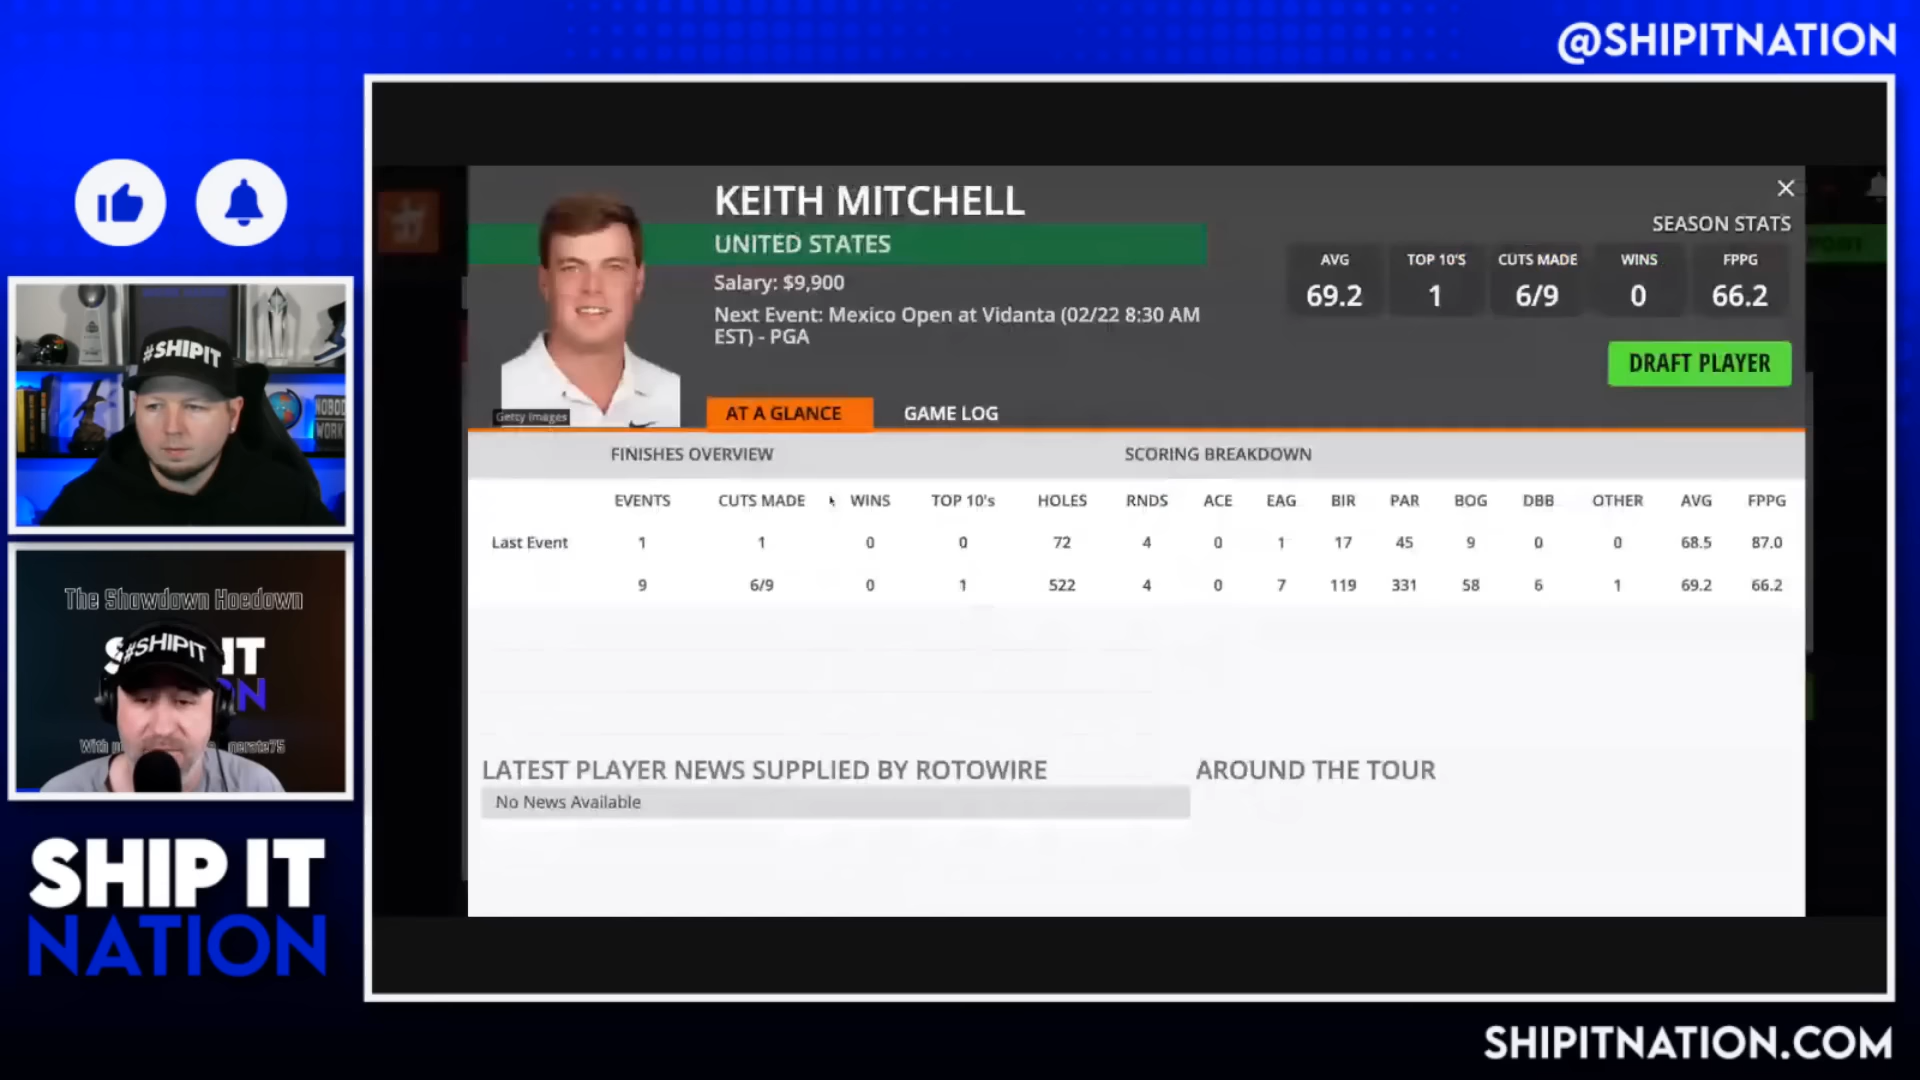 @SHIPITNATION
KEITH MITCHELL
UNITED STATES
Salary: $9,900
Next Event: Mexico Open at Vidanta (02/22 8:30 AM
EST) - PGA
SEASON STATS
AVG TOP 10'S CUTS MADE WINS FPPG
69.2 1 6/9 0 66.2
DRAFT PLAYER
Getty Images
AT A GLANCE GAME LOG
FINISHES OVERVIEW SCORING BREAKDOWN
EVENTS CUTS MADE WINS TOP 10's HOLES RNDS ACE EAG BIR PAR BOG DBB OTHER AVG FPPG
Last Event 1 1 0 0 72 4 0 1 17 45 9 0 0 68.5 87.0
9 6/9 0 1 522 4 0 7 119 331 58 6 1 69.2 66.2
LATEST PLAYER NEWS SUPPLIED BY ROTOWIRE
No News Available
AROUND THE TOUR
#SHIPIT
NOBOD
WORK
The Showdown Hoedown
#SHIPIT
IT
ON
With
nerate75
SHIP IT
NATION
SHIPITNATION.COM